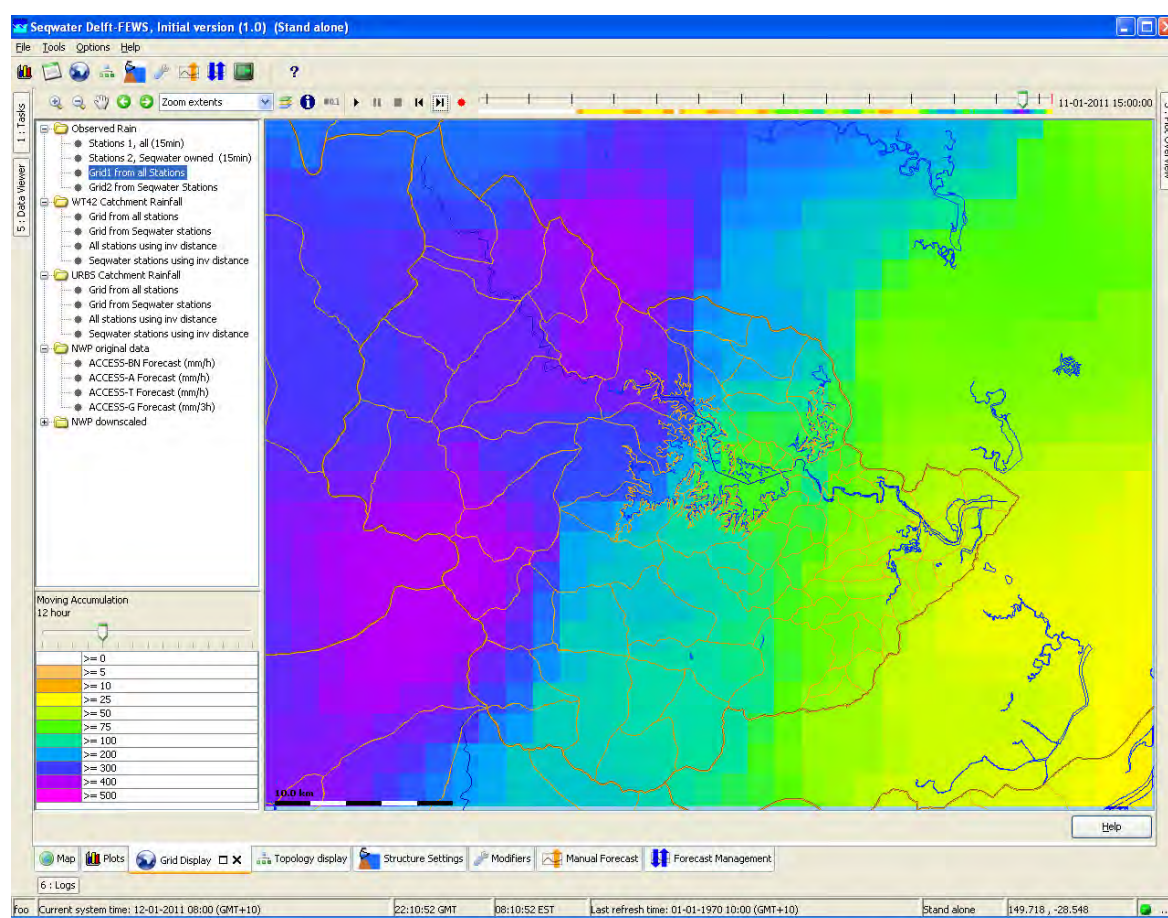 Seqwater Delft-FEWS, Initial version (1.0) (Stand alone)
File Tools Options Help
?
Zoom extents
11-01-2011 15:00:00
1 : Tasks
5 : Data Viewer
Observed Rain
Stations 1, all (15min)
Stations 2, Seqwater owned (15min)
Grid1 from all Stations
Grid2 from Seqwater Stations
WT42 Catchment Rainfall
Grid from all stations
Grid from Seqwater stations
All stations using inv distance
Seqwater stations using inv distance
URBS Catchment Rainfall
Grid from all stations
Grid from Seqwater stations
All stations using inv distance
Seqwater stations using inv distance
NWP original data
ACCESS-BN Forecast (mm/h)
ACCESS-A Forecast (mm/h)
ACCESS-T Forecast (mm/h)
ACCESS-G Forecast (mm/3h)
NWP downscaled
Moving Accumulation
12 hour
>= 0
>= 5
>= 10
>= 25
>= 50
>= 75
>= 100
>= 200
>= 300
>= 400
>= 500
10.0 km
Help
Map Plots Grid Display Topology display Structure Settings Modifiers Manual Forecast Forecast Management
6 : Logs
foo Current system time: 12-01-2011 08:00 (GMT+10) 22:10:52 GMT 08:10:52 EST Last refresh time: 01-01-1970 10:00 (GMT+10) Stand alone 149.718 , -28.548